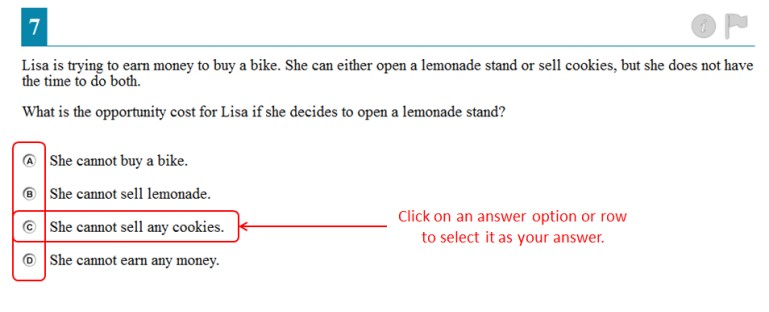 7
i
Lisa is trying to earn money to buy a bike. She can either open a lemonade stand or sell cookies, but she does not have
the time to do both.
What is the opportunity cost for Lisa if she decides to open a lemonade stand?
A She cannot buy a bike.
B She cannot sell lemonade.
C She cannot sell any cookies.
D She cannot earn any money.
Click on an answer option or row
to select it as your answer.